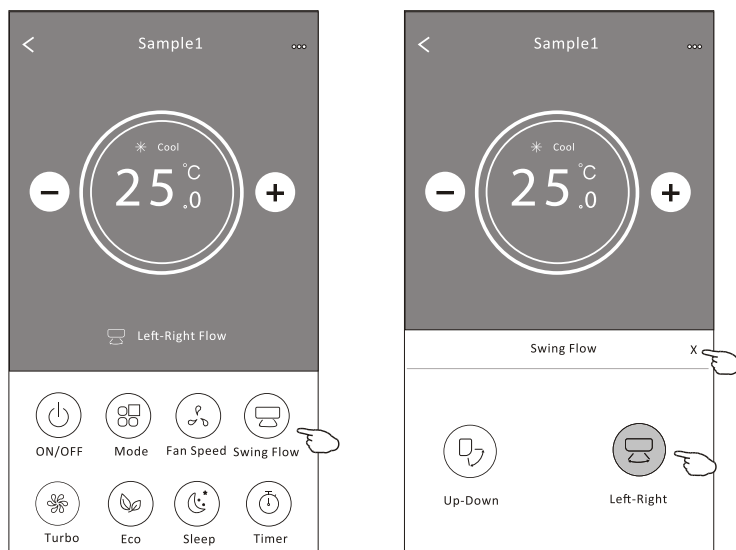 Sample1
Cool
25.0 °C
Left-Right Flow
ON/OFF Mode Fan Speed Swing Flow
Turbo Eco Sleep Timer
Sample1
Cool
25.0 °C
Swing Flow X
Up-Down Left-Right